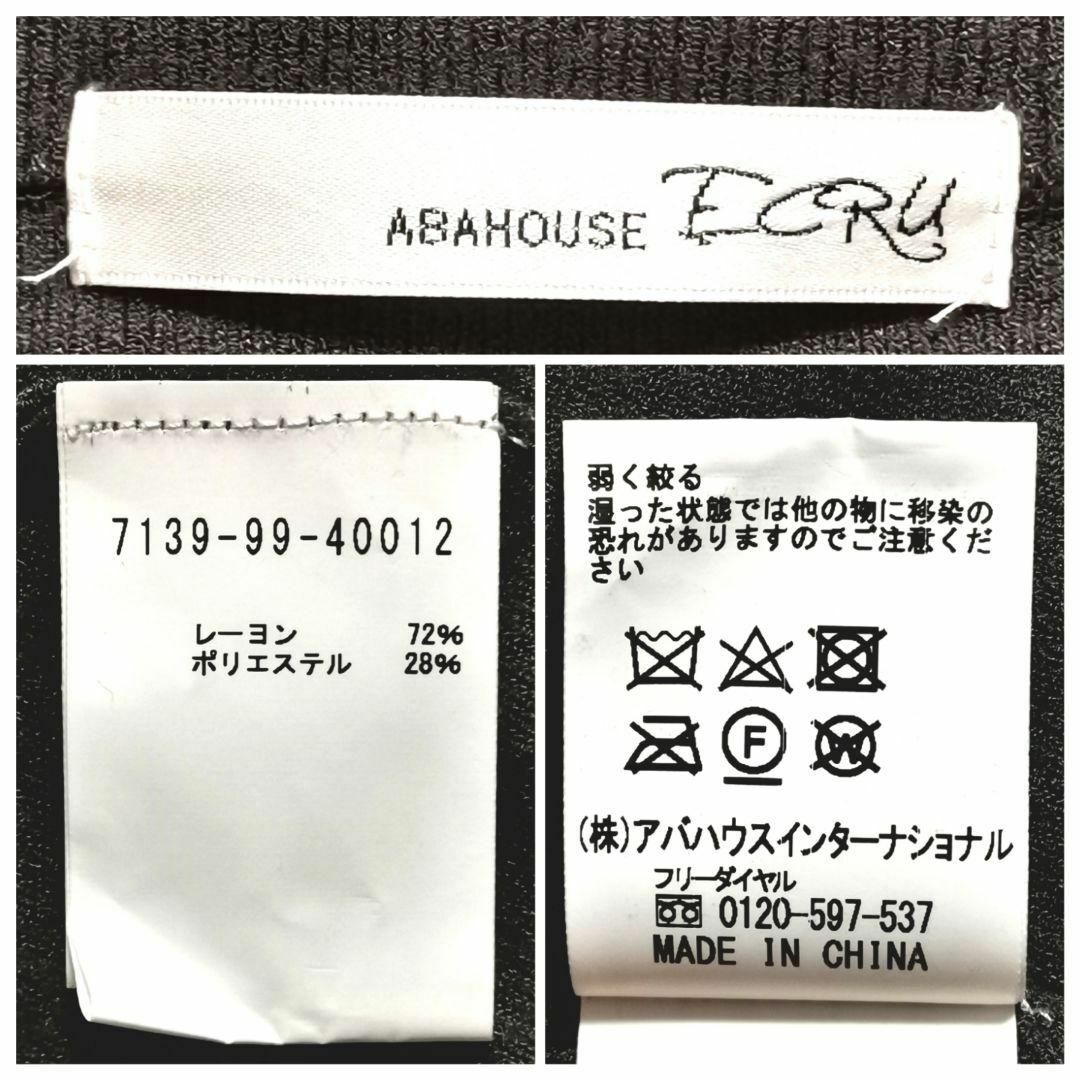 ABAHOUSE ECRU
7139-99-40012
レーヨン 72%
ポリエステル 28%
弱く絞る
湿った状態では他の物に移染の
恐れがありますのでご注意くだ
さい
F
W
(株)アバハウスインターナショナル
フリーダイヤル
0120-597-537
MADE IN CHINA